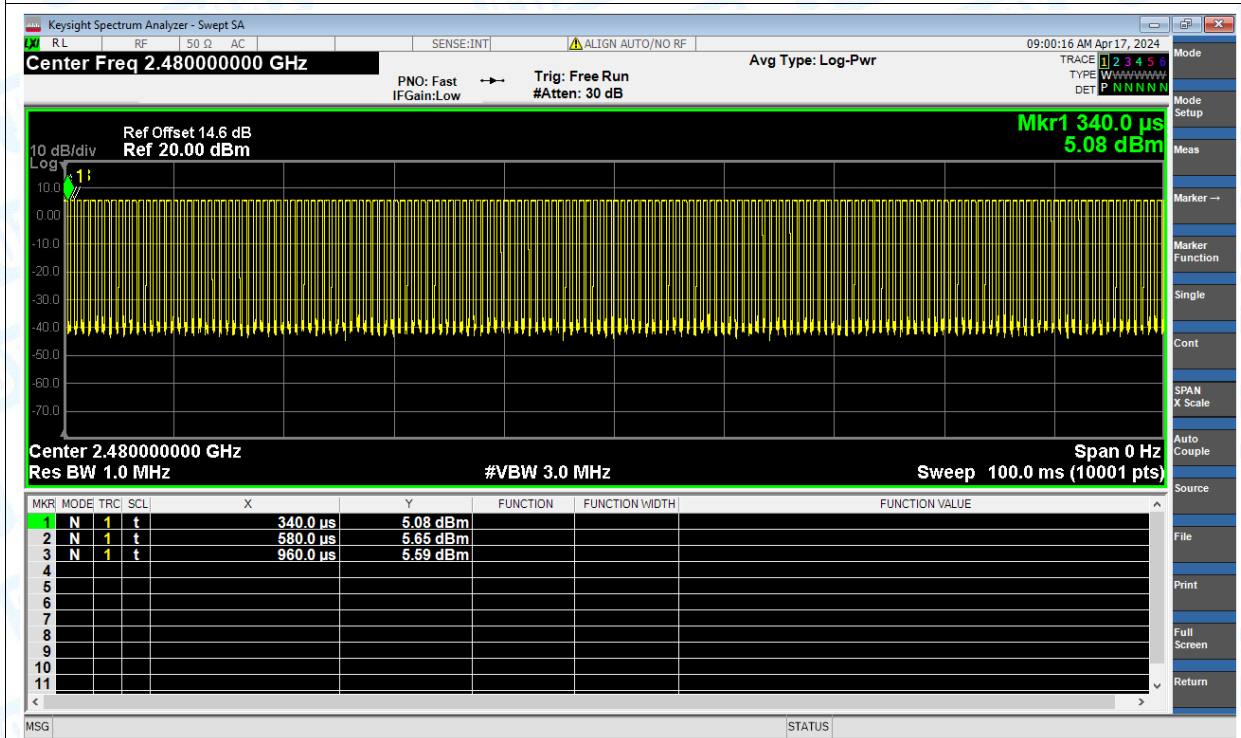 Keysight Spectrum Analyzer - Swept SA
LXI RL RF 50 Ω AC SENSE:INT ALIGN AUTO/NO RF 09:00:16 AM Apr 17, 2024
Center Freq 2.480000000 GHz Avg Type: Log-Pwr TRACE 1 2 3 4 5 6
PNO: Fast Trig: Free Run TYPE WWWWWW
IFGain:Low #Atten: 30 dB DET P N N N N N
Ref Offset 14.6 dB Mkr1 340.0 µs
10 dB/div Ref 20.00 dBm 5.08 dBm
Log
1
10.0
0.00
-10.0
-20.0
-30.0
-40.0
-50.0
-60.0
-70.0
Center 2.480000000 GHz Span 0 Hz
Res BW 1.0 MHz #VBW 3.0 MHz Sweep 100.0 ms (10001 pts)
MKR MODE TRC SCL X Y FUNCTION FUNCTION WIDTH FUNCTION VALUE
1 N 1 t 340.0 µs 5.08 dBm
2 N 1 t 580.0 µs 5.65 dBm
3 N 1 t 960.0 µs 5.59 dBm
4
5
6
7
8
9
10
11
MSG STATUS
Mode
Mode
Setup
Meas
Marker →
Marker
Function
Single
Cont
SPAN
X Scale
Auto
Couple
Source
File
Print
Full
Screen
Return